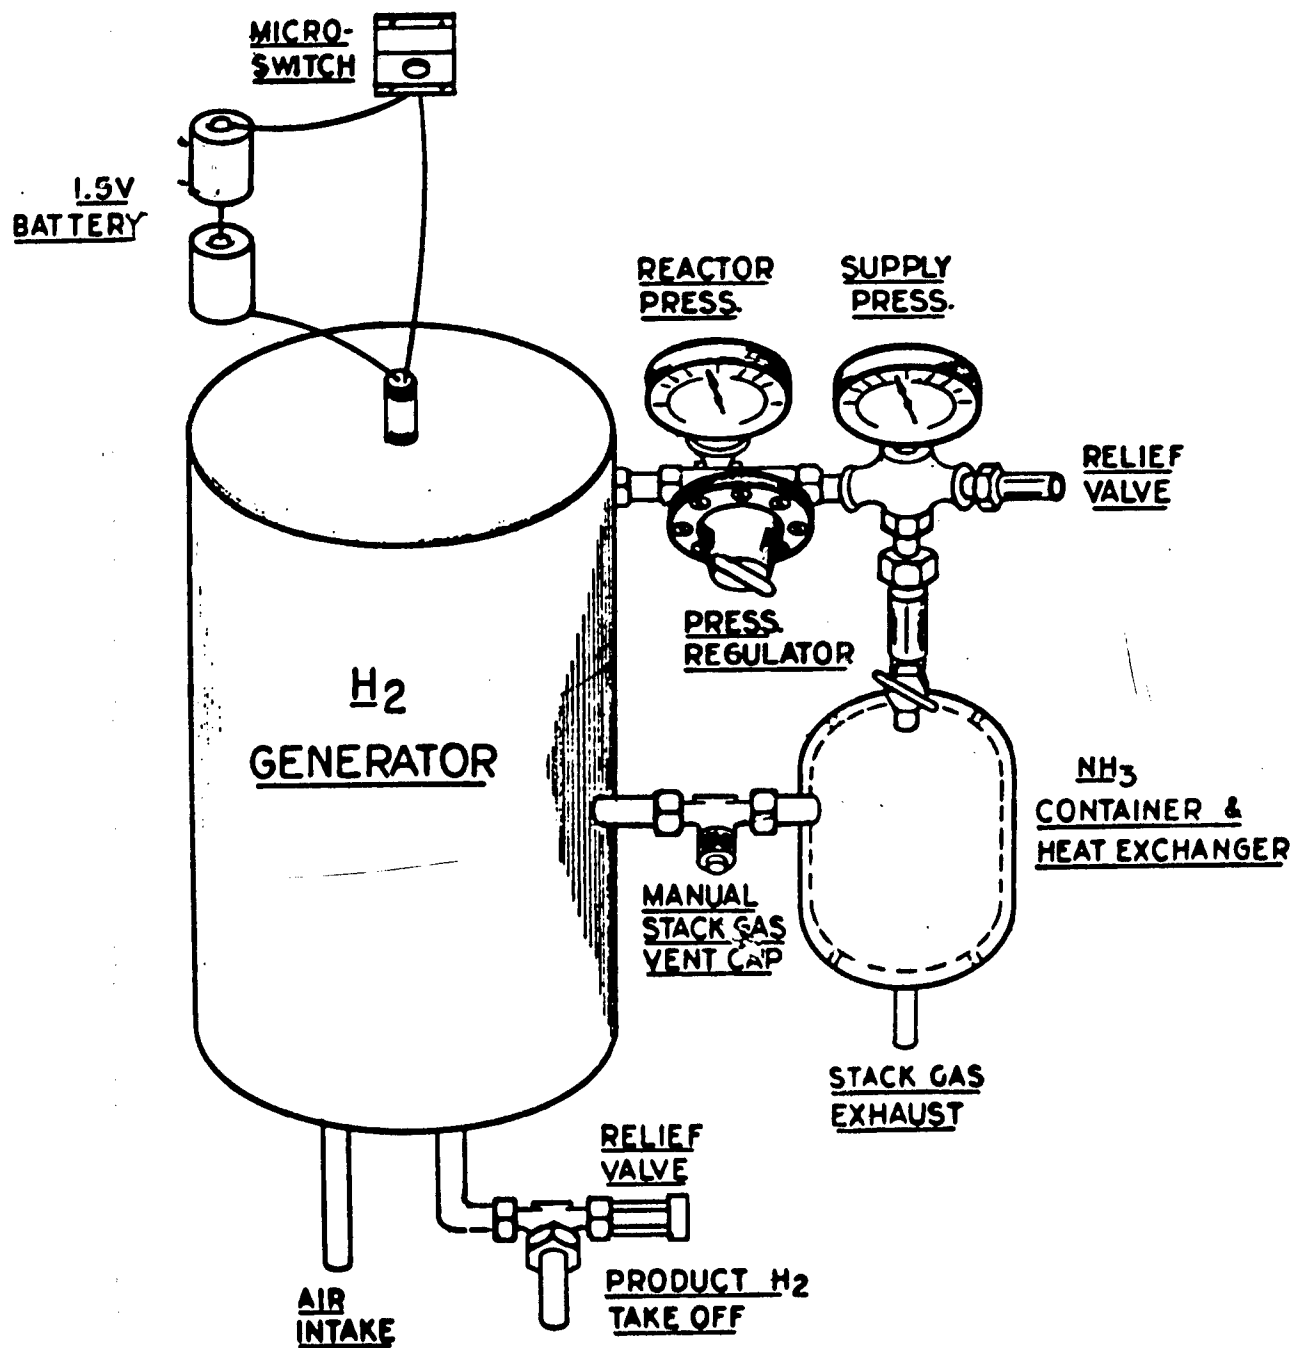 MICRO-
SWITCH
1.5V
BATTERY
REACTOR
PRESS.
SUPPLY
PRESS.
RELIEF
VALVE
PRESS.
REGULATOR
H2
GENERATOR
NH3
CONTAINER &
HEAT EXCHANGER
MANUAL
STACK GAS
VENT CAP
STACK GAS
EXHAUST
RELIEF
VALVE
PRODUCT H2
TAKE OFF
AIR
INTAKE